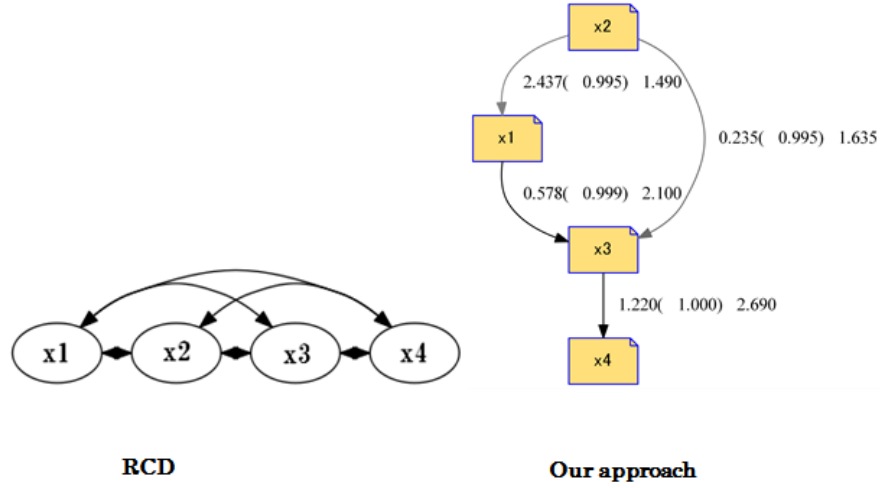 x2
2.437( 0.995) 1.490
x1
0.235( 0.995) 1.635
0.578( 0.999) 2.100
x3
1.220( 1.000) 2.690
x1 x2 x3 x4
x4
RCD
Our approach